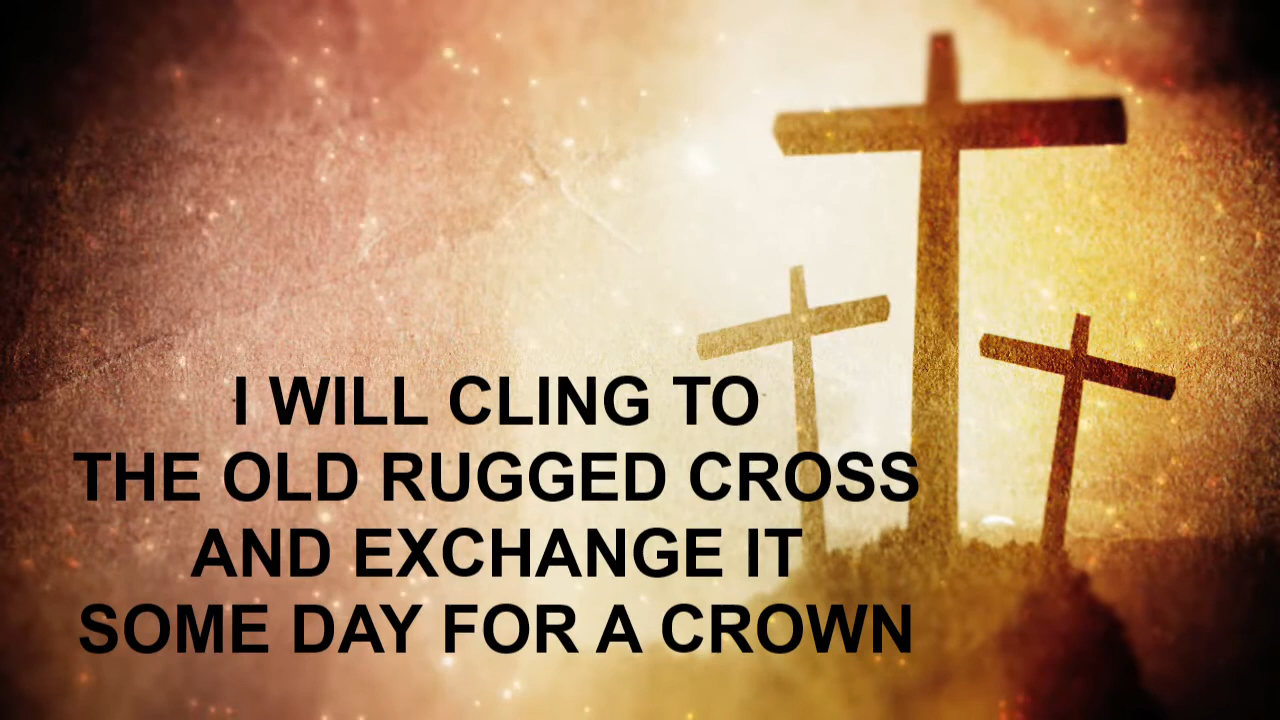 I WILL CLING TO
THE OLD RUGGED CROSS
AND EXCHANGE IT
SOME DAY FOR A CROWN